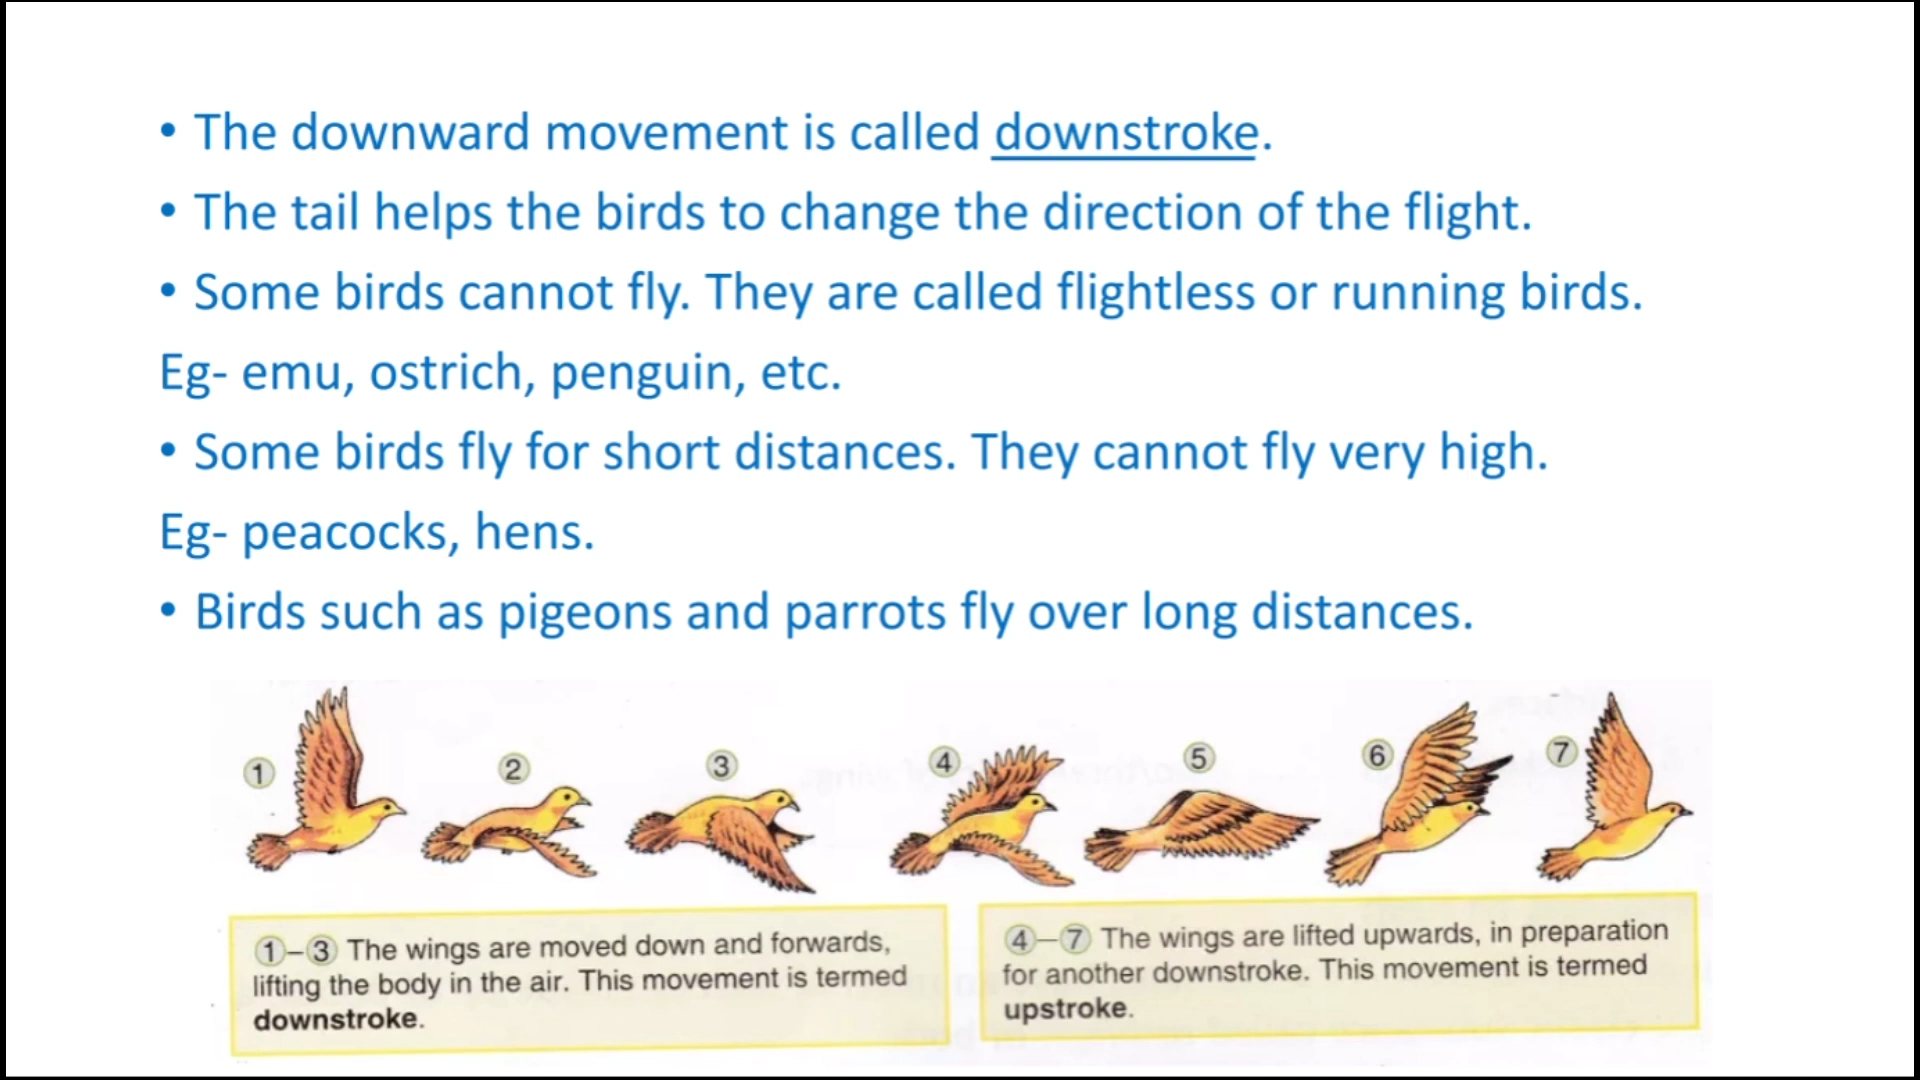 • The downward movement is called downstroke.
• The tail helps the birds to change the direction of the flight.
• Some birds cannot fly. They are called flightless or running birds.
Eg- emu, ostrich, penguin, etc.
• Some birds fly for short distances. They cannot fly very high.
Eg- peacocks, hens.
• Birds such as pigeons and parrots fly over long distances.
1 2 3 4 5 6 7
1–3 The wings are moved down and forwards,
lifting the body in the air. This movement is termed
downstroke.
4–7 The wings are lifted upwards, in preparation
for another downstroke. This movement is termed
upstroke.